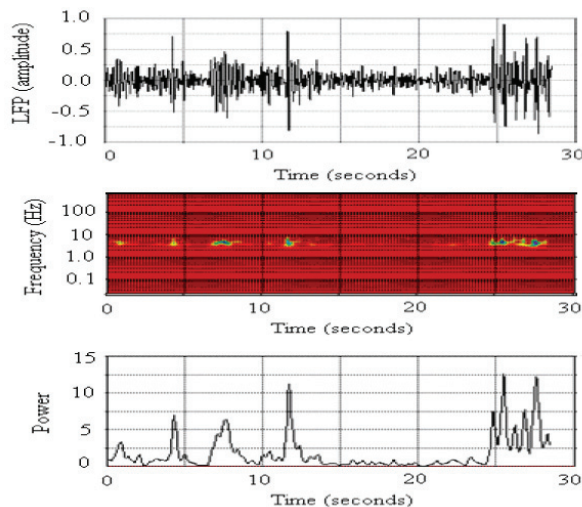 LFP (amplitude)
1.0
0.5
0.0
-0.5
-1.0
0 10 20 30
Time (seconds)
Frequency (Hz)
100
10
1.0
0.1
0 10 20 30
Time (seconds)
Power
15
10
5
0
0 10 20 30
Time (seconds)